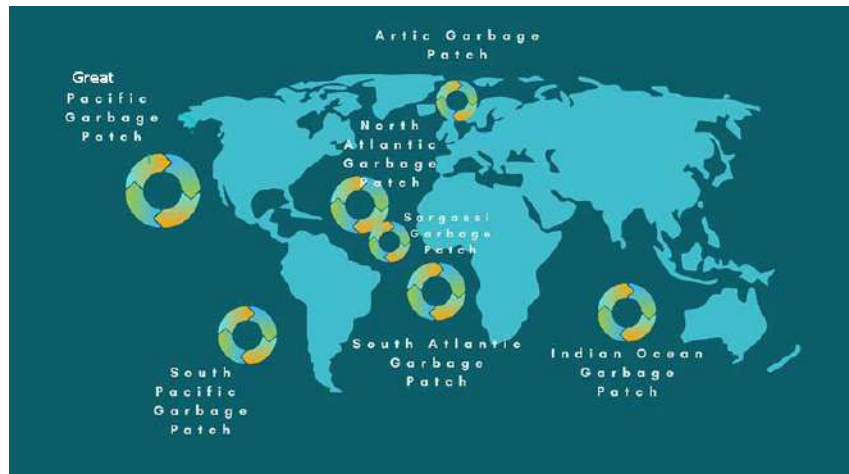 Artic Garbage
Patch
Great
Pacific
Garbage
Patch
North
Atlantic
Garbage
Patch
Sargassi
Garbage
Patch
South Atlantic
Garbage
Patch
Indian Ocean
Garbage
Patch
South
Pacific
Garbage
Patch